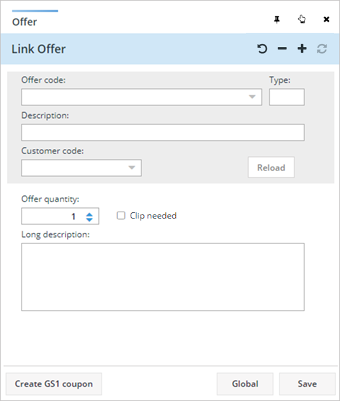 Offer
Link Offer
Offer code: Type:
Description:
Customer code:
Reload
Offer quantity:
1 Clip needed
Long description:
Create GS1 coupon Global Save